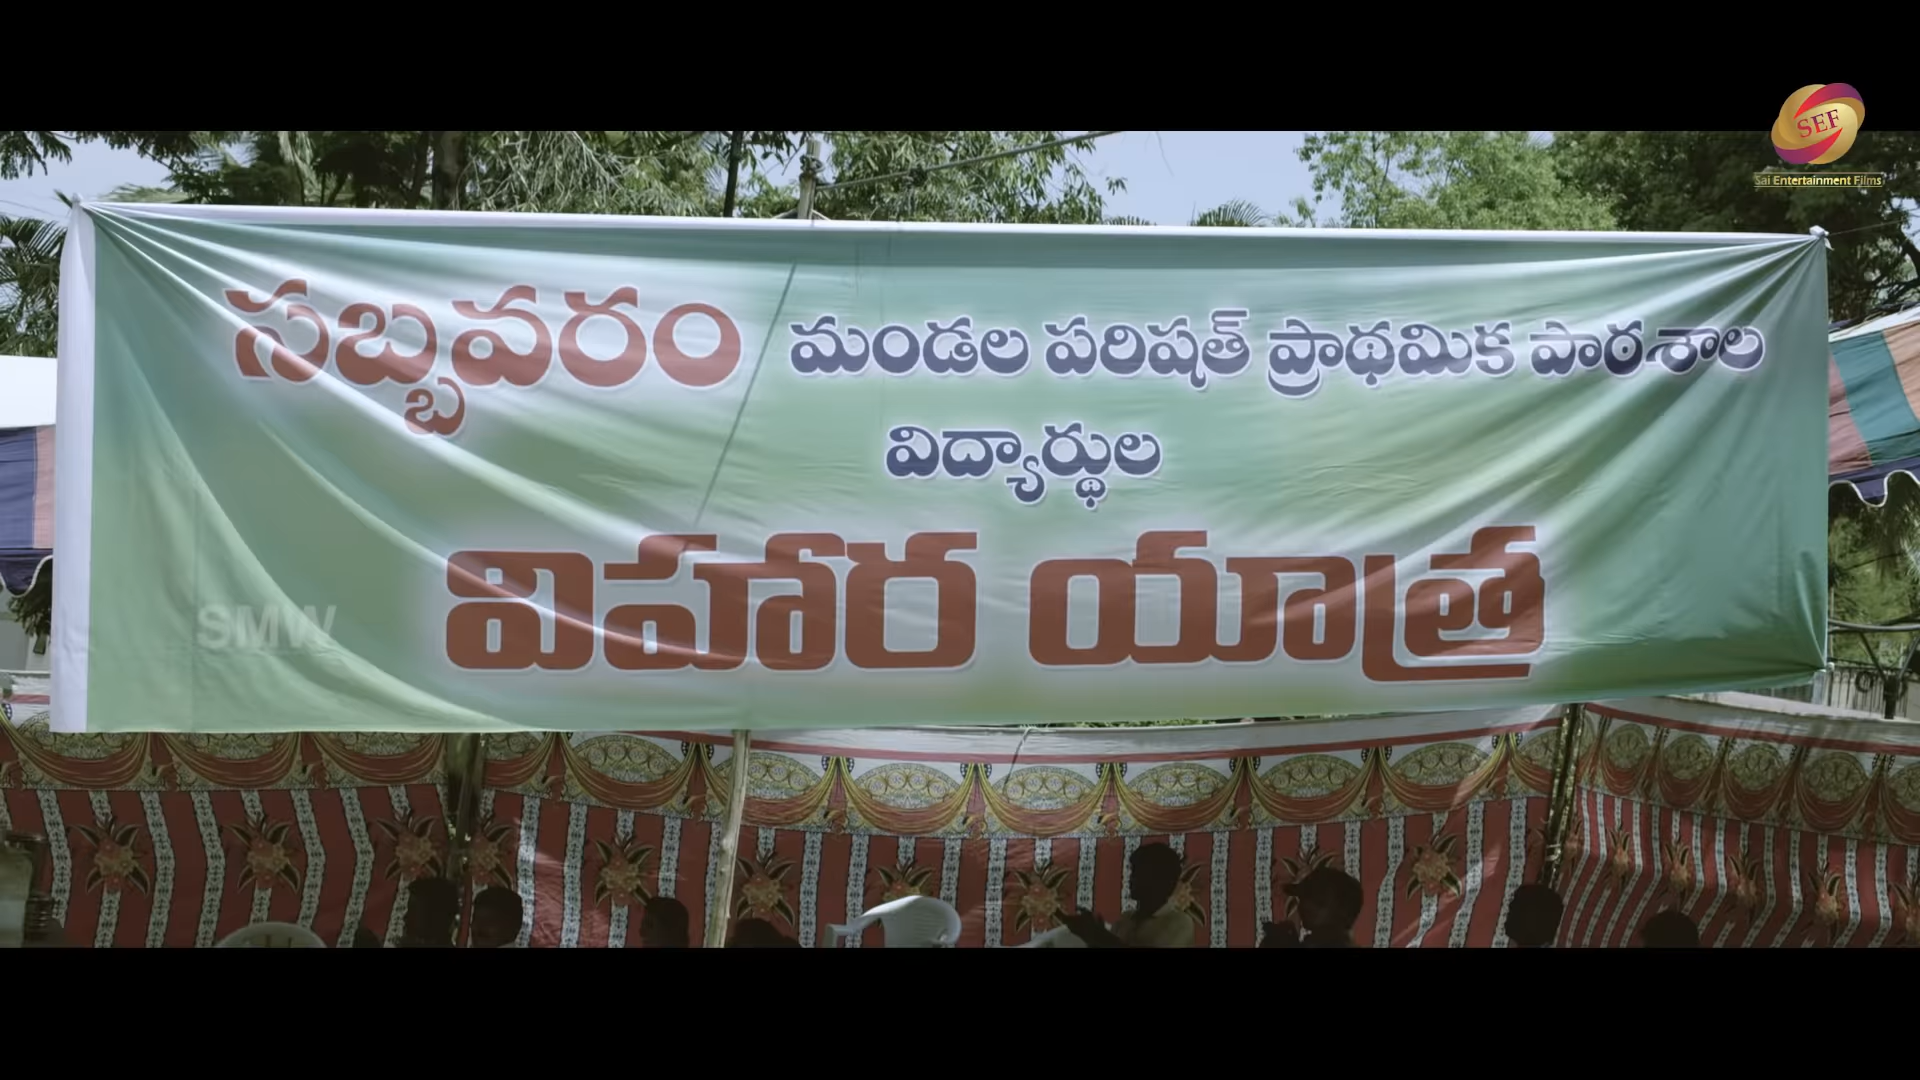 SEF
Sai Entertainment Films
సబ్బవరం మండల పరిషత్ ప్రాథమిక పాఠశాల
విద్యార్థుల
విహార యాత్ర
SMW